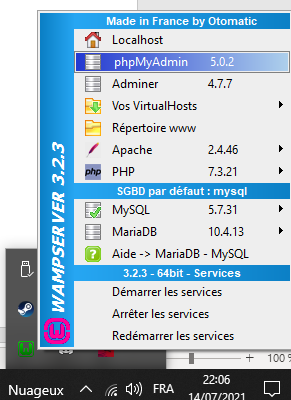 Made in France by Otomatic
Localhost
phpMyAdmin 5.0.2
Adminer 4.7.7
Vos VirtualHosts
Répertoire www
Apache 2.4.46
php PHP 7.3.21
SGBD par défaut : mysql
MySQL 5.7.31
MariaDB 10.4.13
Aide -> MariaDB - MySQL
3.2.3 - 64bit - Services
Démarrer les services
Arrêter les services
Redémarrer les services
WAMPSERVER 3.2.3
100 %
Nuageux
FRA
22:06
14/07/2021